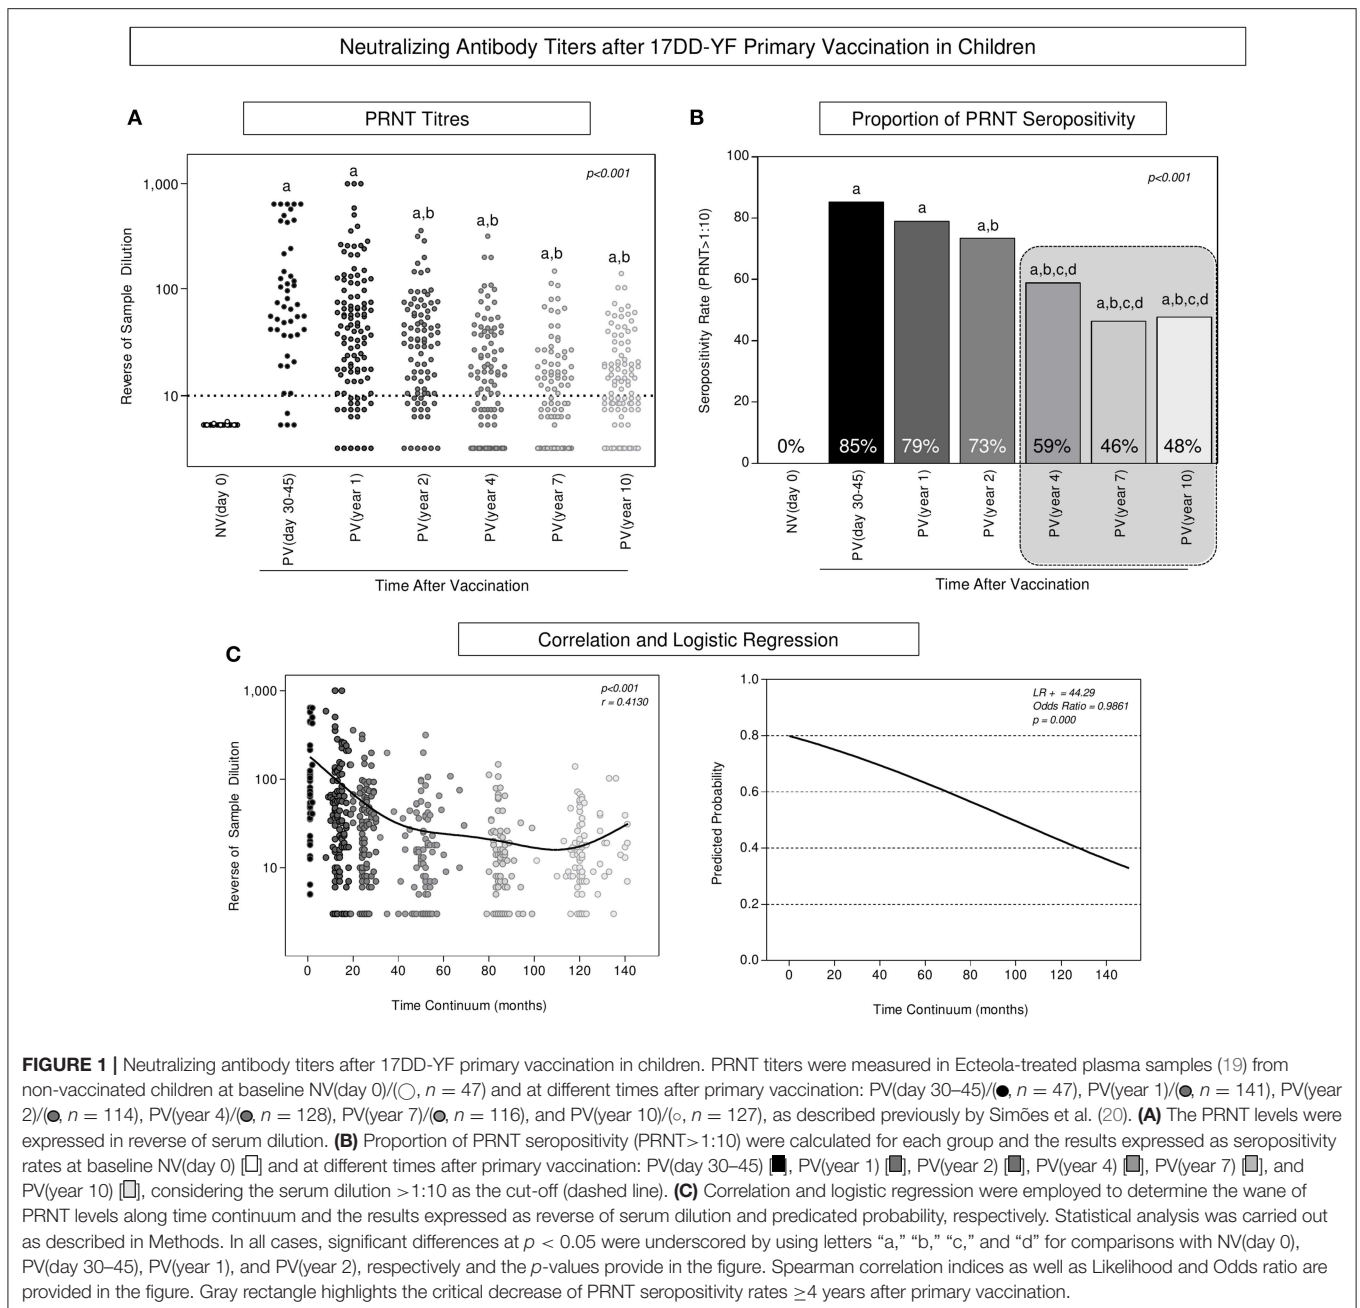 Neutralizing Antibody Titers after 17DD-YF Primary Vaccination in Children
A
PRNT Titres
Reverse of Sample Dilution
1,000
100
10
p<0.001
a
a
a,b
a,b
a,b
a,b
NV(day 0)
PV(day 30-45)
PV(year 1)
PV(year 2)
PV(year 4)
PV(year 7)
PV(year 10)
Time After Vaccination
B
Proportion of PRNT Seropositivity
Seropositivity Rate (PRNT>1:10)
100
80
60
40
20
0
p<0.001
a
a
a,b
a,b,c,d
a,b,c,d
a,b,c,d
0%
85%
79%
73%
59%
46%
48%
NV(day 0)
PV(day 30-45)
PV(year 1)
PV(year 2)
PV(year 4)
PV(year 7)
PV(year 10)
Time After Vaccination
Correlation and Logistic Regression
C
Reverse of Sample Diluiton
1,000
100
10
p<0.001
r = 0.4130
0
20
40
60
80
100
120
140
Time Continuum (months)
Predicted Probability
1.0
0.8
0.6
0.4
0.2
0.0
LR + = 44.29
Odds Ratio = 0.9861
p = 0.000
0
20
40
60
80
100
120
140
Time Continuum (months)
FIGURE 1 | Neutralizing antibody titers after 17DD-YF primary vaccination in children. PRNT titers were measured in Ecteola-treated plasma samples (19) from
non-vaccinated children at baseline NV(day 0)/(○, n = 47) and at different times after primary vaccination: PV(day 30–45)/(●, n = 47), PV(year 1)/(●, n = 141), PV(year
2)/(●, n = 114), PV(year 4)/(●, n = 128), PV(year 7)/(●, n = 116), and PV(year 10)/(○, n = 127), as described previously by Simões et al. (20). (A) The PRNT levels were
expressed in reverse of serum dilution. (B) Proportion of PRNT seropositivity (PRNT>1:10) were calculated for each group and the results expressed as seropositivity
rates at baseline NV(day 0) [□] and at different times after primary vaccination: PV(day 30–45) [■], PV(year 1) [■], PV(year 2) [■], PV(year 4) [■], PV(year 7) [■], and
PV(year 10) [□], considering the serum dilution >1:10 as the cut-off (dashed line). (C) Correlation and logistic regression were employed to determine the wane of
PRNT levels along time continuum and the results expressed as reverse of serum dilution and predicated probability, respectively. Statistical analysis was carried out
as described in Methods. In all cases, significant differences at p < 0.05 were underscored by using letters “a,” “b,” “c,” and “d” for comparisons with NV(day 0),
PV(day 30–45), PV(year 1), and PV(year 2), respectively and the p-values provide in the figure. Spearman correlation indices as well as Likelihood and Odds ratio are
provided in the figure. Gray rectangle highlights the critical decrease of PRNT seropositivity rates ≥4 years after primary vaccination.